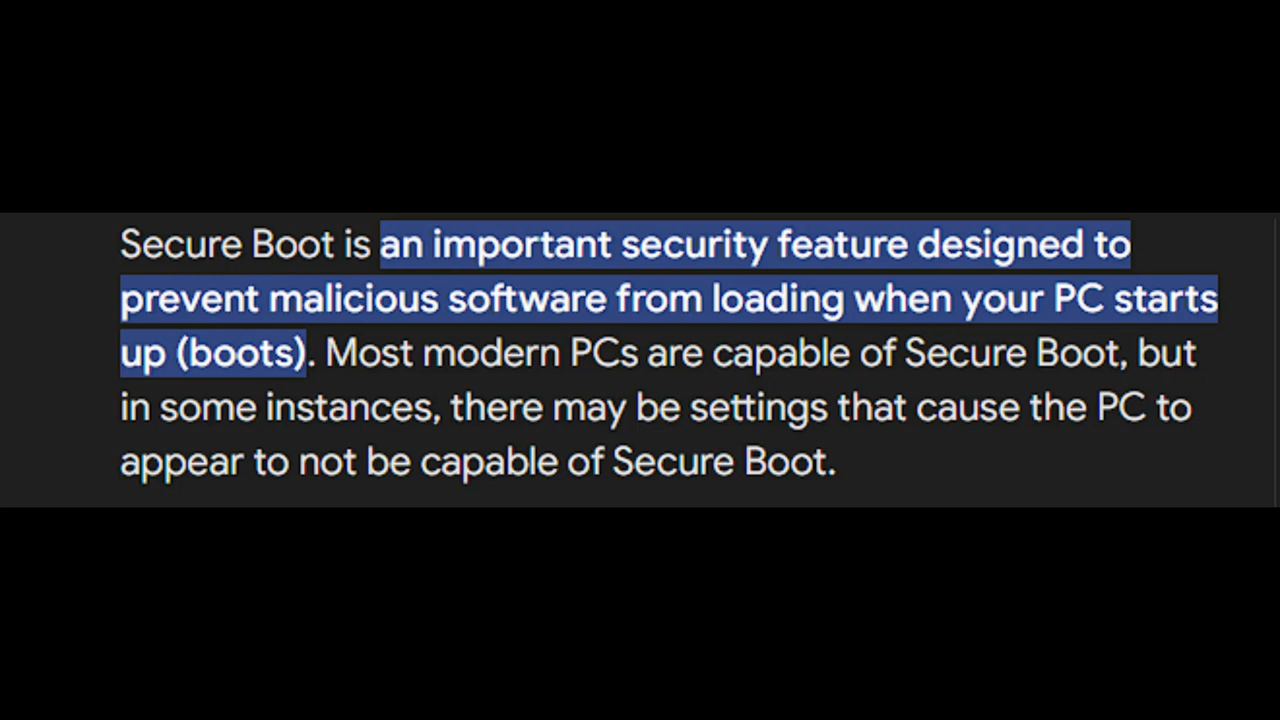 Secure Boot is an important security feature designed to
prevent malicious software from loading when your PC starts
up (boots). Most modern PCs are capable of Secure Boot, but
in some instances, there may be settings that cause the PC to
appear to not be capable of Secure Boot.